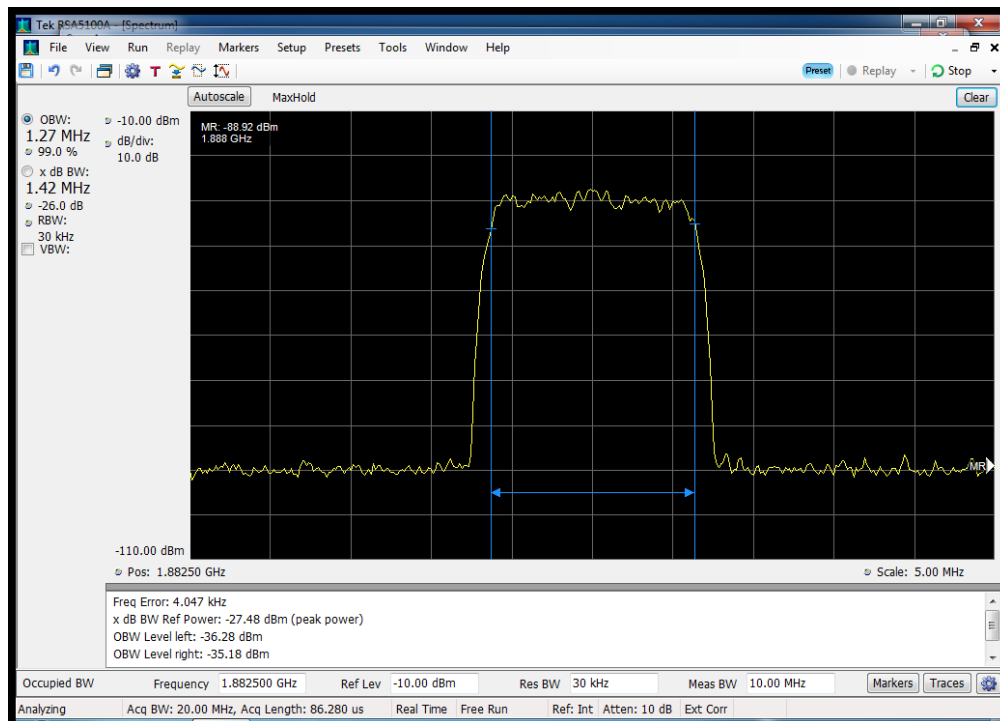 Tek RSA5100A - [Spectrum]
File View Run Replay Markers Setup Presets Tools Window Help
Preset Replay Stop
Autoscale MaxHold Clear
OBW:
1.27 MHz
99.0 %
x dB BW:
1.42 MHz
-26.0 dB
RBW:
30 kHz
VBW:
-10.00 dBm
dB/div:
10.0 dB
MR: -88.92 dBm
1.888 GHz
MR
-110.00 dBm
Pos: 1.88250 GHz Scale: 5.00 MHz
Freq Error: 4.047 kHz
x dB BW Ref Power: -27.48 dBm (peak power)
OBW Level left: -36.28 dBm
OBW Level right: -35.18 dBm
Occupied BW Frequency 1.882500 GHz Ref Lev -10.00 dBm Res BW 30 kHz Meas BW 10.00 MHz Markers Traces
Analyzing Acq BW: 20.00 MHz, Acq Length: 86.280 us Real Time Free Run Ref: Int Atten: 10 dB Ext Corr